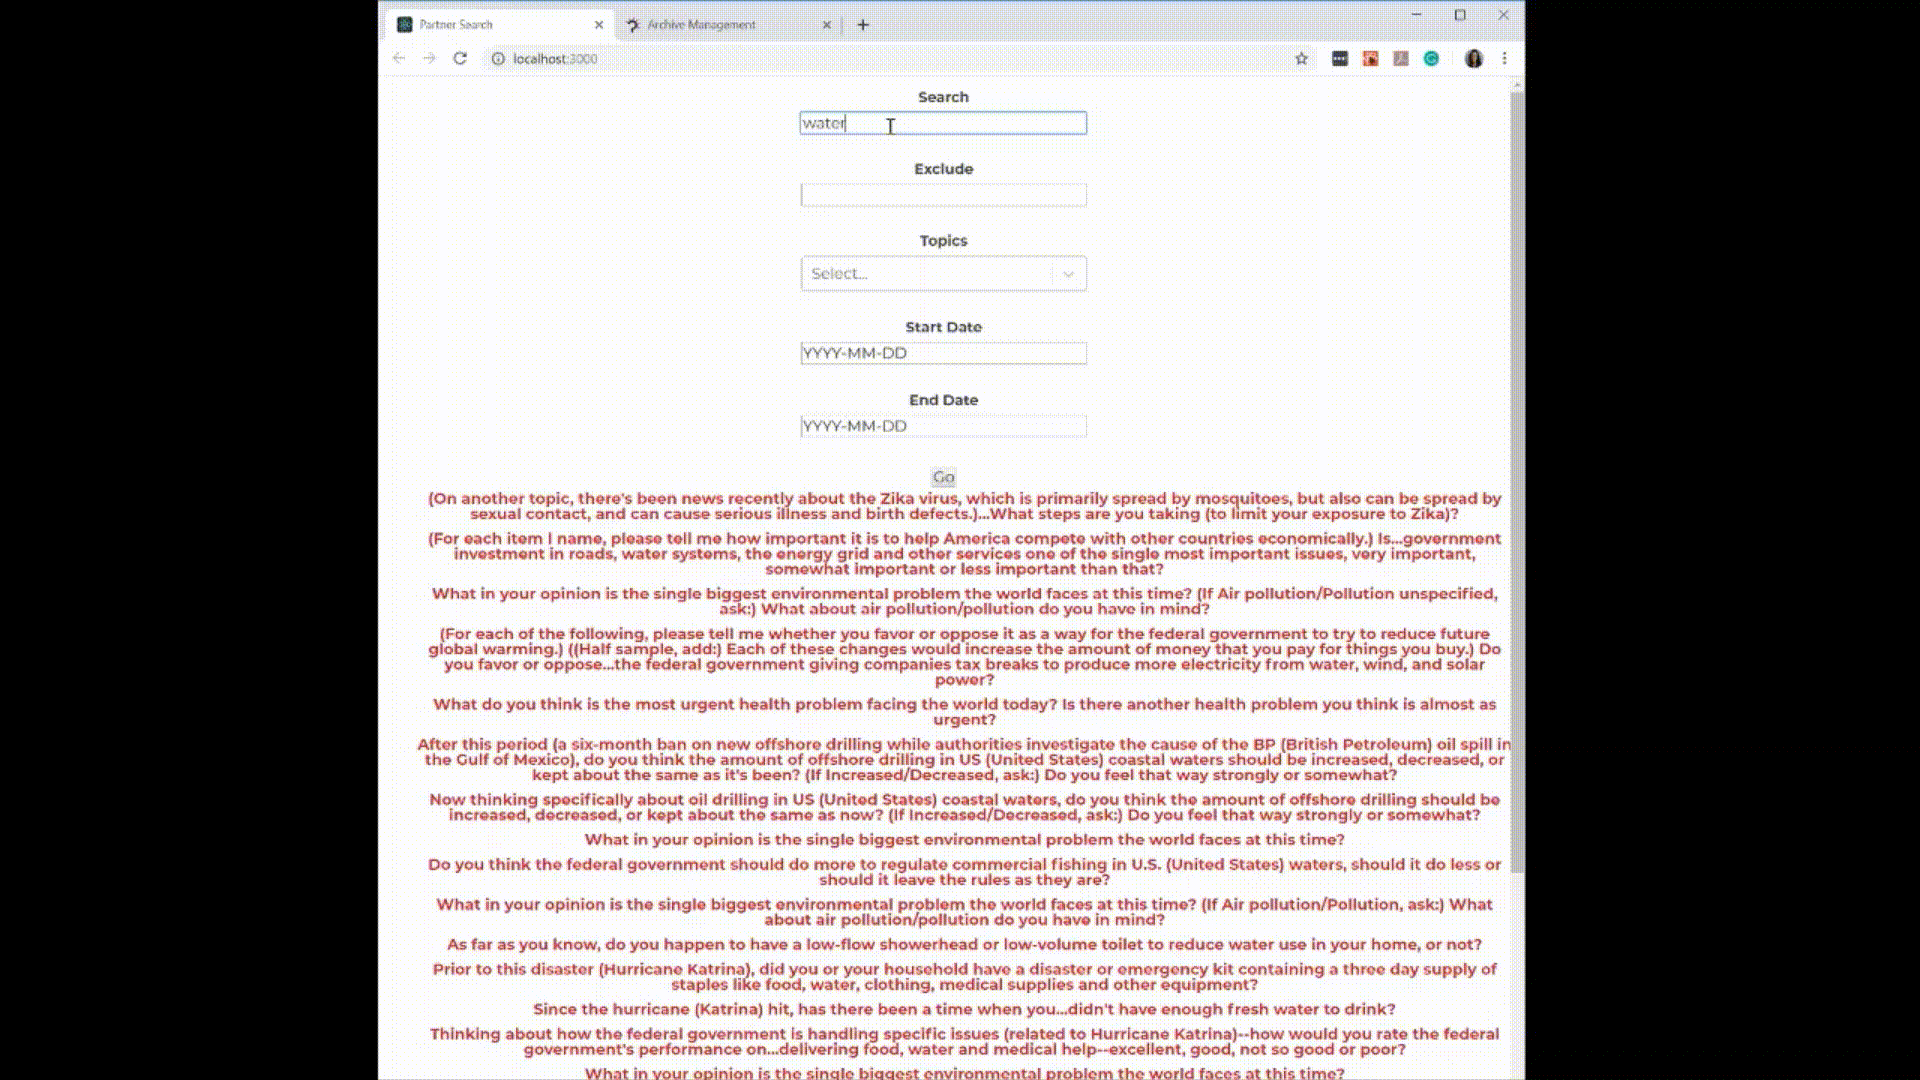 Partner Search
Archive Management
localhost:3000
Search
water
Exclude
Topics
Select...
Start Date
YYYY-MM-DD
End Date
YYYY-MM-DD
Go
(On another topic, there's been news recently about the Zika virus, which is primarily spread by mosquitoes, but also can be spread by
sexual contact, and can cause serious illness and birth defects.)...What steps are you taking (to limit your exposure to Zika)?
(For each item I name, please tell me how important it is to help America compete with other countries economically.) Is...government
investment in roads, water systems, the energy grid and other services one of the single most important issues, very important,
somewhat important or less important than that?
What in your opinion is the single biggest environmental problem the world faces at this time? (If Air pollution/Pollution unspecified,
ask:) What about air pollution/pollution do you have in mind?
(For each of the following, please tell me whether you favor or oppose it as a way for the federal government to try to reduce future
global warming.) ((Half sample, add:) Each of these changes would increase the amount of money that you pay for things you buy.) Do
you favor or oppose...the federal government giving companies tax breaks to produce more electricity from water, wind, and solar
power?
What do you think is the most urgent health problem facing the world today? Is there another health problem you think is almost as
urgent?
After this period (a six-month ban on new offshore drilling while authorities investigate the cause of the BP (British Petroleum) oil spill in
the Gulf of Mexico), do you think the amount of offshore drilling in US (United States) coastal waters should be increased, decreased, or
kept about the same as it's been? (If Increased/Decreased, ask:) Do you feel that way strongly or somewhat?
Now thinking specifically about oil drilling in US (United States) coastal waters, do you think the amount of offshore drilling should be
increased, decreased, or kept about the same as now? (If Increased/Decreased, ask:) Do you feel that way strongly or somewhat?
What in your opinion is the single biggest environmental problem the world faces at this time?
Do you think the federal government should do more to regulate commercial fishing in U.S. (United States) waters, should it do less or
should it leave the rules as they are?
What in your opinion is the single biggest environmental problem the world faces at this time? (If Air pollution/Pollution, ask:) What
about air pollution/pollution do you have in mind?
As far as you know, do you happen to have a low-flow showerhead or low-volume toilet to reduce water use in your home, or not?
Prior to this disaster (Hurricane Katrina), did you or your household have a disaster or emergency kit containing a three day supply of
staples like food, water, clothing, medical supplies and other equipment?
Since the hurricane (Katrina) hit, has there been a time when you...didn't have enough fresh water to drink?
Thinking about how the federal government is handling specific issues (related to Hurricane Katrina)--how would you rate the federal
government's performance on...delivering food, water and medical help--excellent, good, not so good or poor?
What in your opinion is the single biggest environmental problem the world faces at this time?